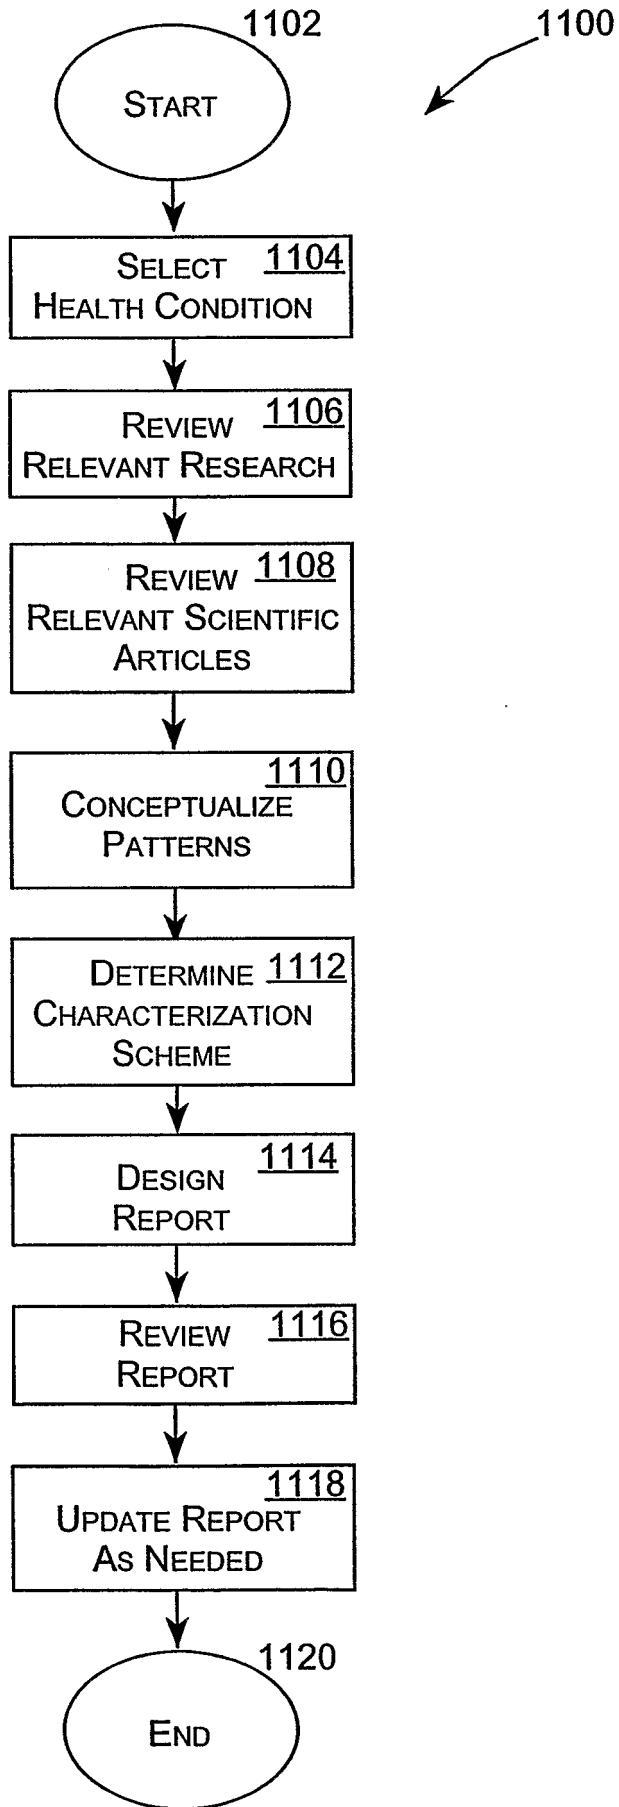 1102
1100
START
1104
SELECT
HEALTH CONDITION
1106
REVIEW
RELEVANT RESEARCH
1108
REVIEW
RELEVANT SCIENTIFIC
ARTICLES
1110
CONCEPTUALIZE
PATTERNS
1112
DETERMINE
CHARACTERIZATION
SCHEME
1114
DESIGN
REPORT
1116
REVIEW
REPORT
1118
UPDATE REPORT
AS NEEDED
1120
END